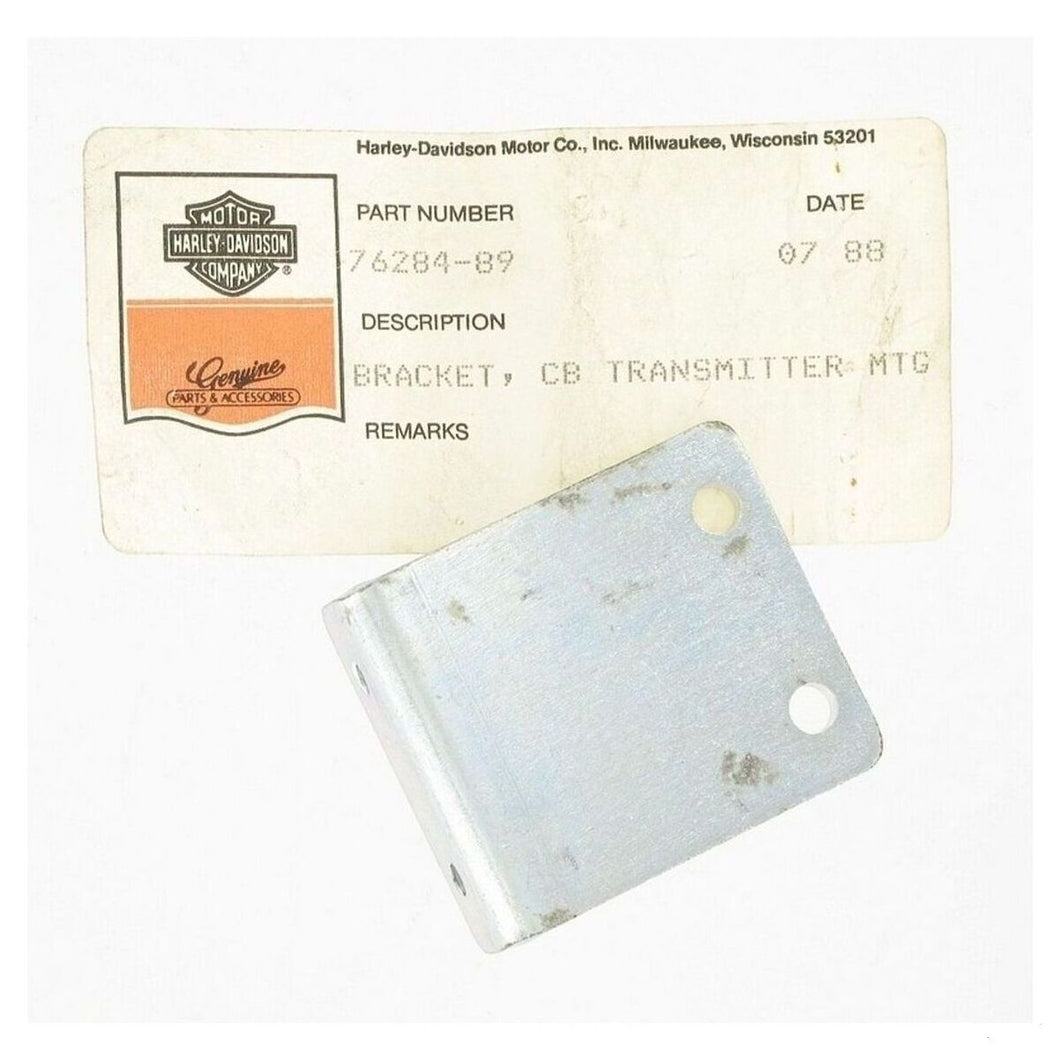 Harley-Davidson Motor Co., Inc. Milwaukee, Wisconsin 53201
MOTOR
HARLEY-DAVIDSON
COMPANY ®
Genuine
PARTS & ACCESSORIES
PART NUMBER
DATE
76284-89
07 88
DESCRIPTION
BRACKET, CB TRANSMITTER MTG
REMARKS